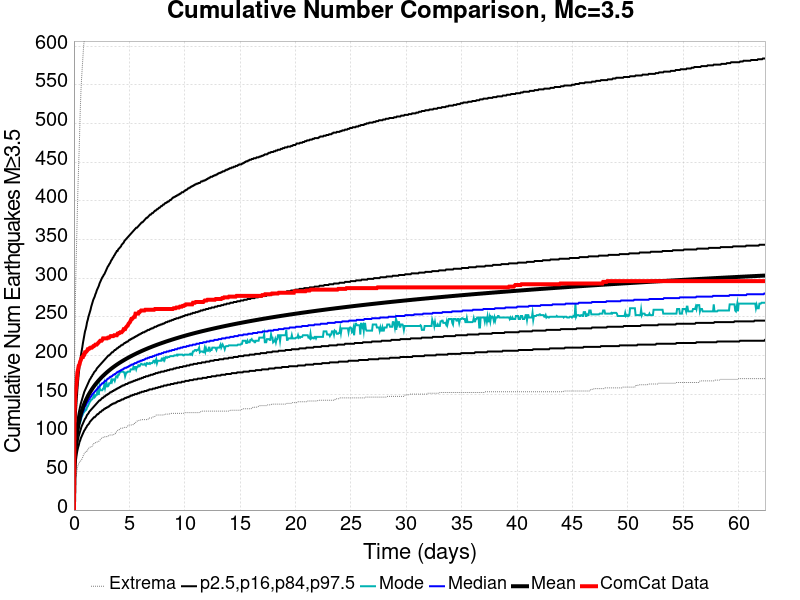 Cumulative Number Comparison, Mc=3.5
Cumulative Num Earthquakes M≥3.5
600
550
500
450
400
350
300
250
200
150
100
50
0
0 5 10 15 20 25 30 35 40 45 50 55 60
Time (days)
Extrema p2.5,p16,p84,p97.5 Mode Median Mean ComCat Data